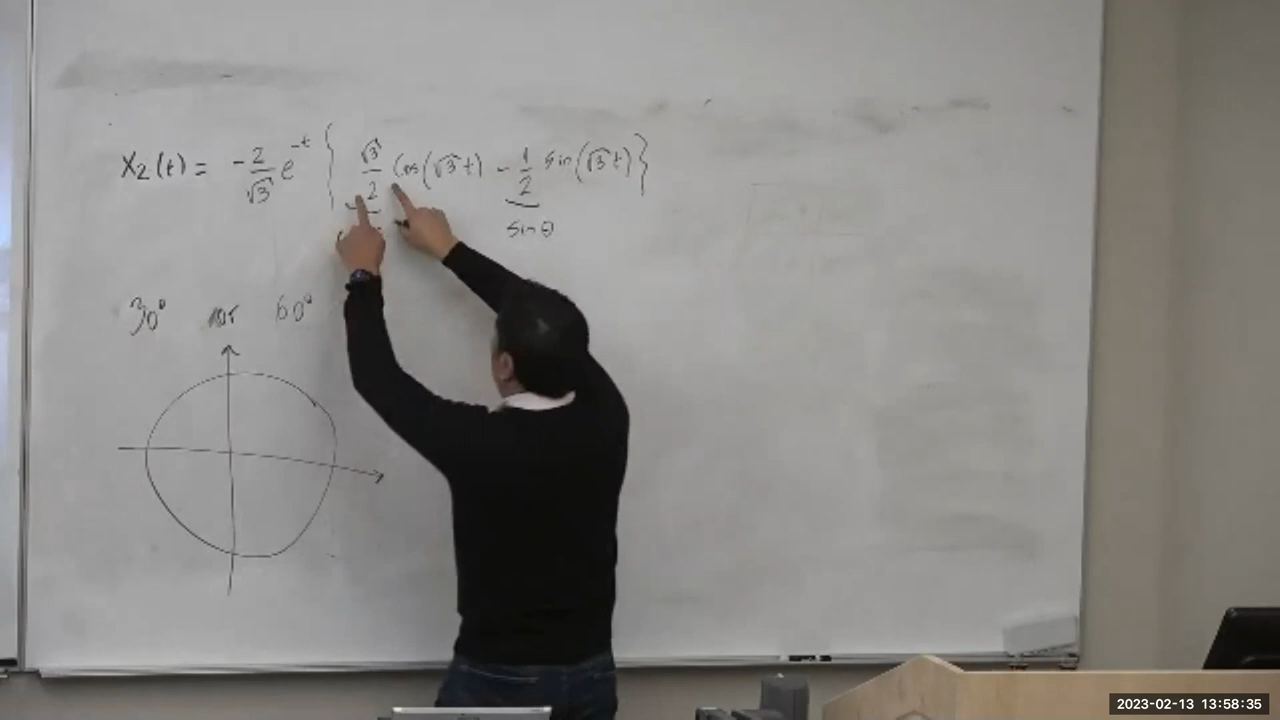 X₂(t) = -2/√3 e^-t { √3/2 Cos(√3 t) - 1/2 sin(√3 t) }
sin θ
30° or 60°
2023-02-13 13:58:35